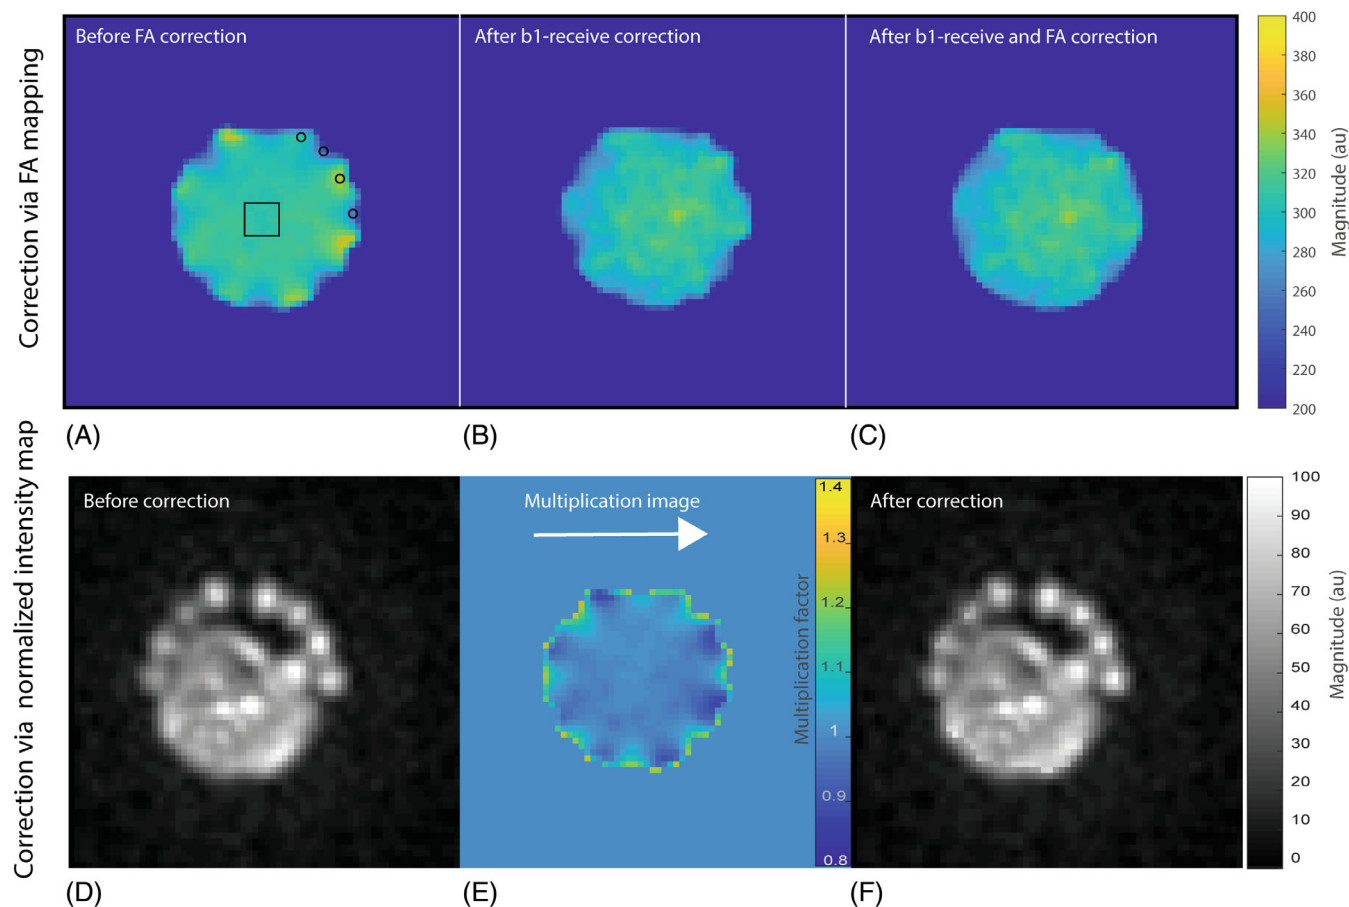 Correction via FA mapping
Before FA correction
After b1-receive correction
After b1-receive and FA correction
400
380
360
340
320
300
280
260
240
220
200
Magnitude (au)
(A)
(B)
(C)
Correction via normalized intensity map
Before correction
Multiplication image
1.4
1.3
1.2
1.1
1
0.9
0.8
Multiplication factor
After correction
100
90
80
70
60
50
40
30
20
10
0
Magnitude (au)
(D)
(E)
(F)